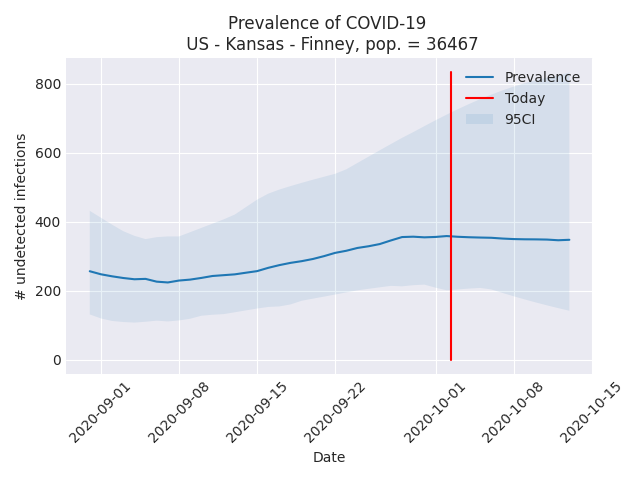 Prevalence of COVID-19
US - Kansas - Finney, pop. = 36467
Prevalence
Today
95CI
800
600
400
200
0
# undetected infections
2020-09-01
2020-09-08
2020-09-15
2020-09-22
2020-10-01
2020-10-08
2020-10-15
Date